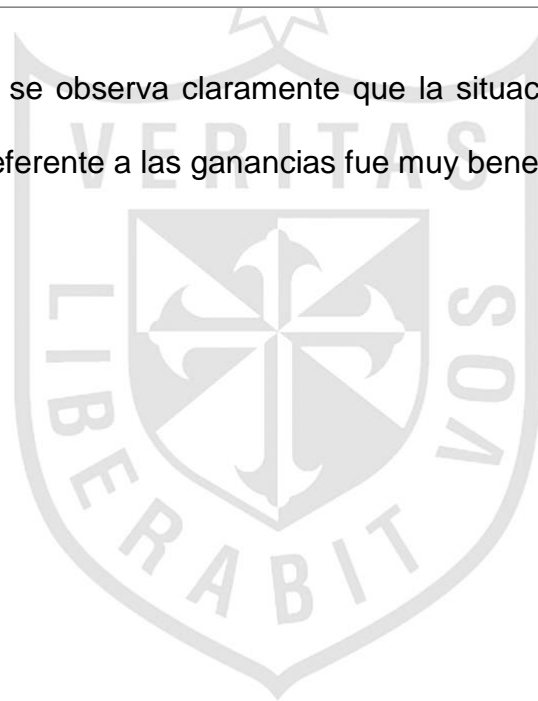 se observa claramente que la situac
eferente a las ganancias fue muy bene
VERITAS
LIBERABIT VOS